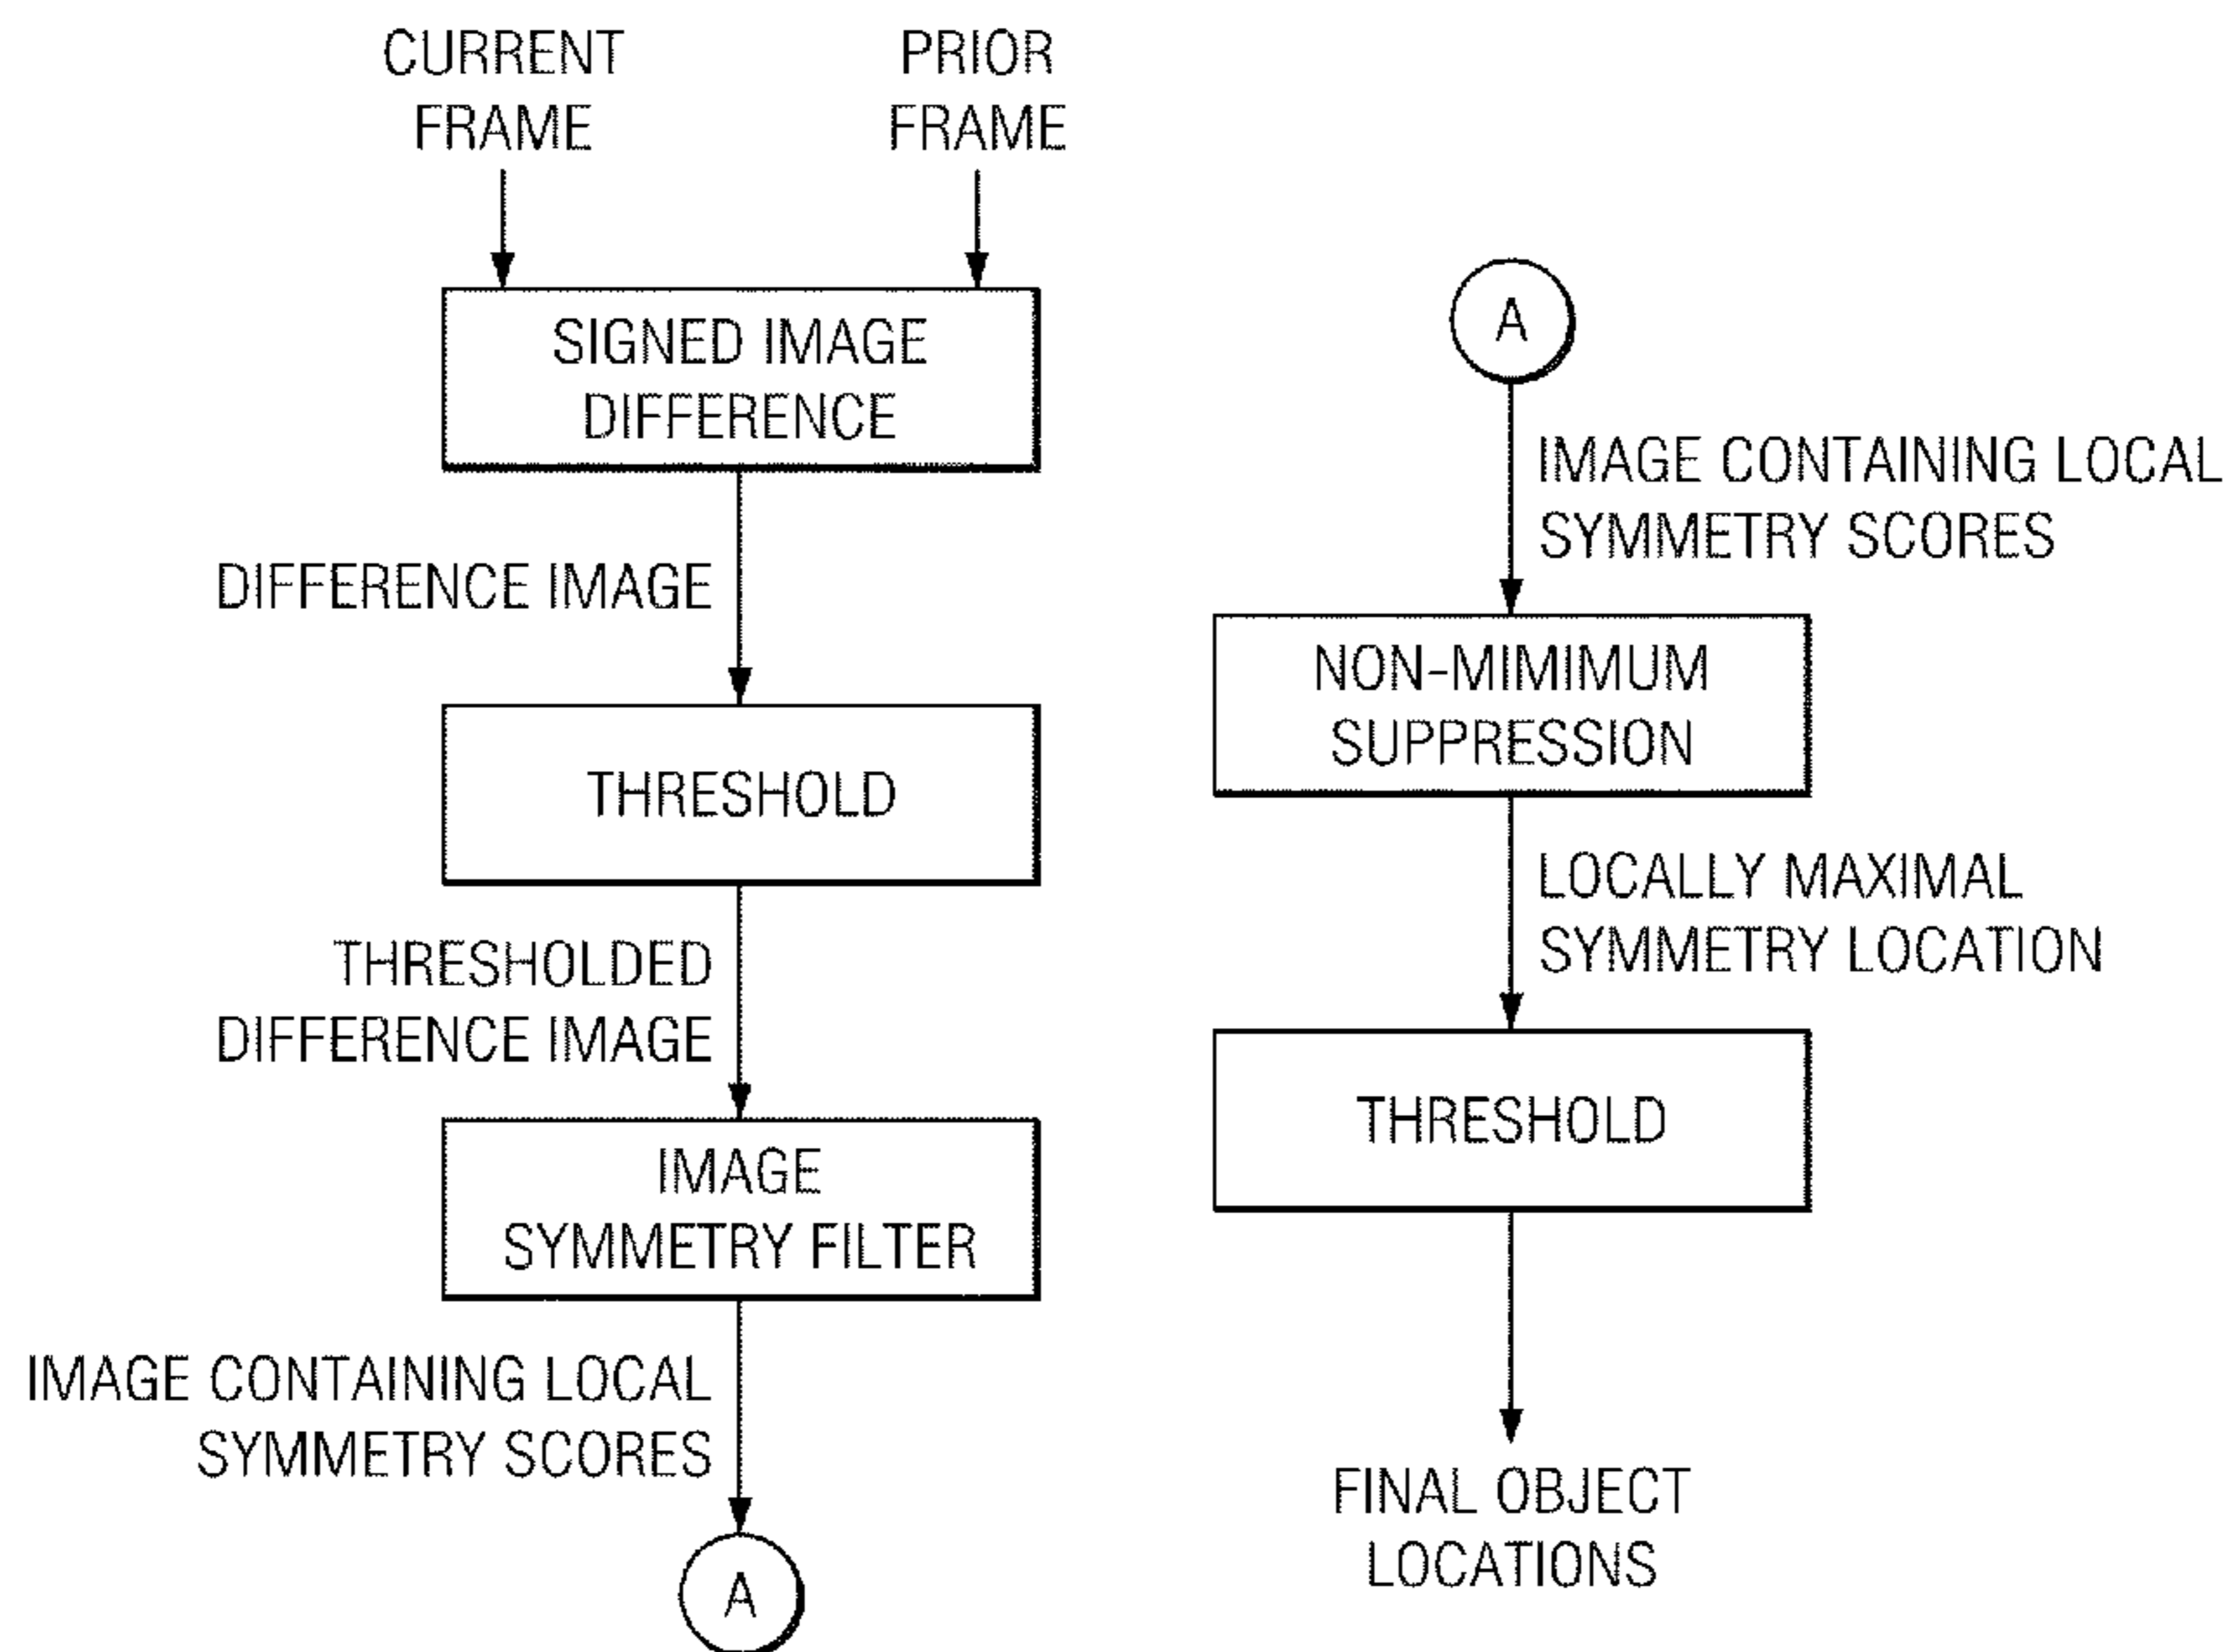 CURRENT
FRAME
PRIOR
FRAME
SIGNED IMAGE
DIFFERENCE
DIFFERENCE IMAGE
THRESHOLD
THRESHOLDED
DIFFERENCE IMAGE
IMAGE
SYMMETRY FILTER
IMAGE CONTAINING LOCAL
SYMMETRY SCORES
A
A
IMAGE CONTAINING LOCAL
SYMMETRY SCORES
NON-MIMIMUM
SUPPRESSION
LOCALLY MAXIMAL
SYMMETRY LOCATION
THRESHOLD
FINAL OBJECT
LOCATIONS